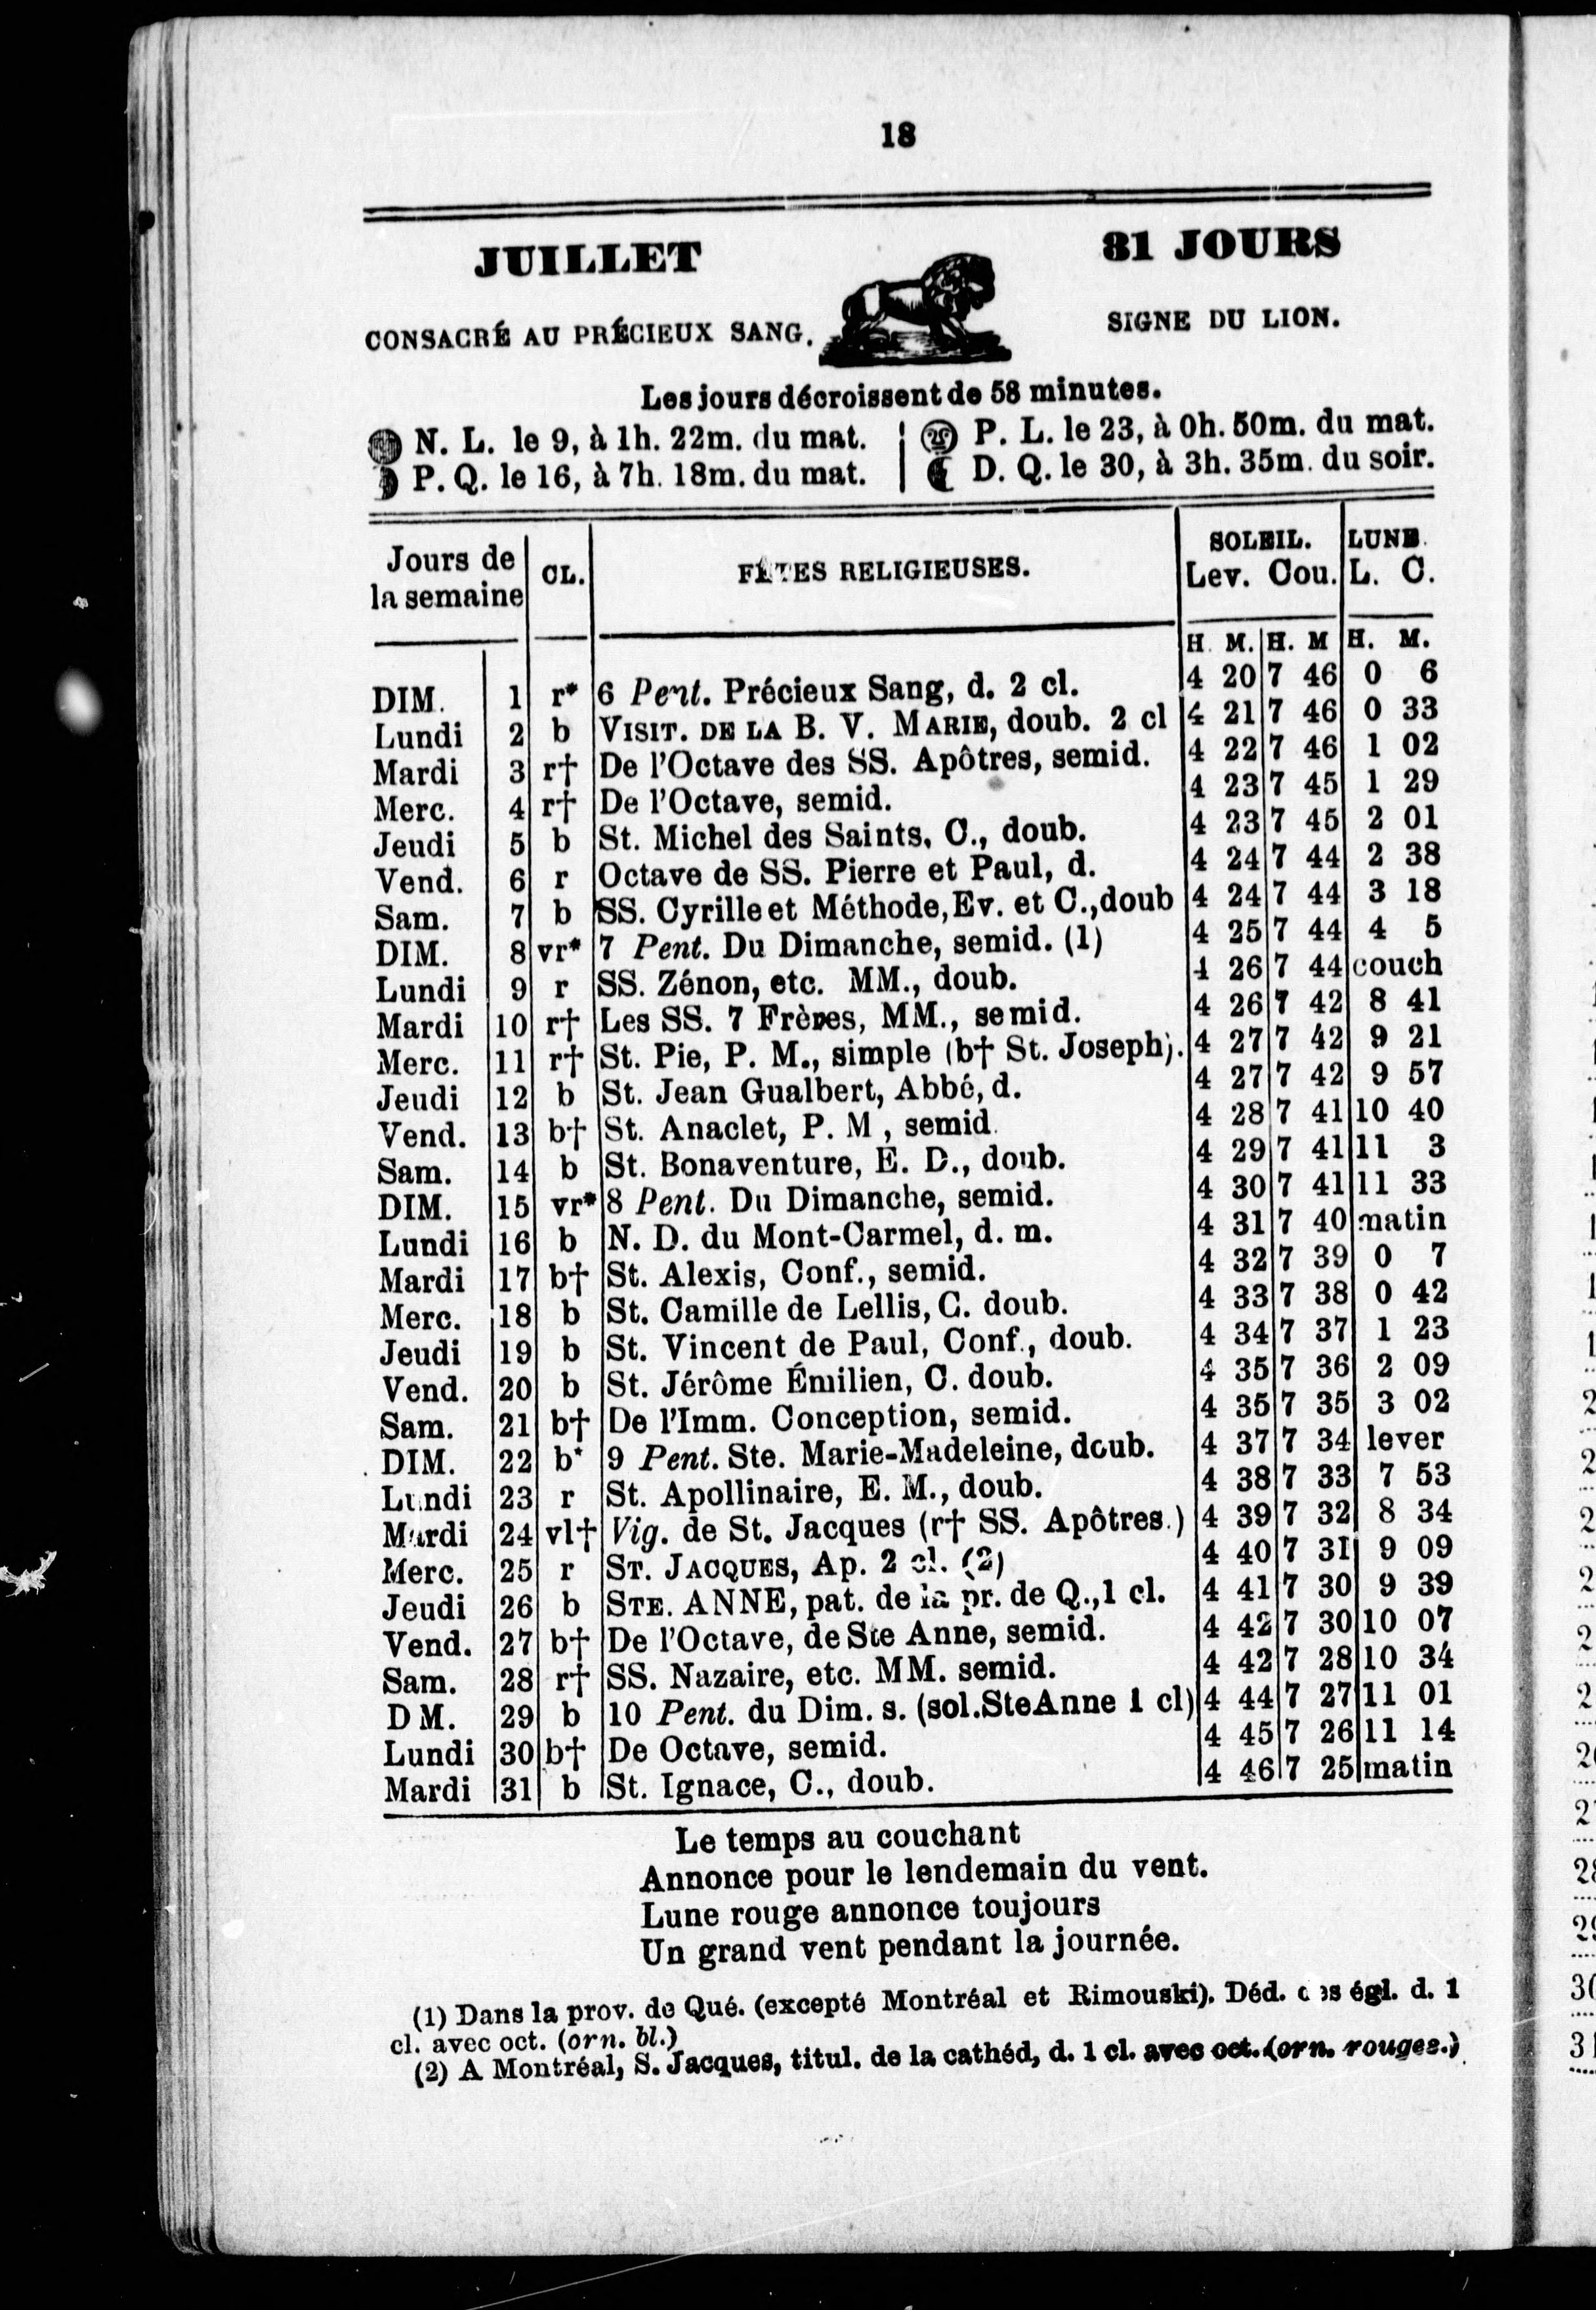 18
JUILLET
31 JOURS
CONSACRÉ AU PRÉCIEUX SANG.
SIGNE DU LION.
Les jours décroissent de 58 minutes.
N. L. le 9, à 1h. 22m. du mat.
P. L. le 23, à 0h. 50m. du mat.
P. Q. le 16, à 7h. 18m. du mat.
D. Q. le 30, à 3h. 35m. du soir.
Jours de la semaine CL. FÊTES RELIGIEUSES. SOLEIL. Lev. Cou. LUNE. L. C.
H. M. H. M H. M.
DIM. 1 r* 6 Pent. Précieux Sang, d. 2 cl. 4 20 7 46 0 6
Lundi 2 b VISIT. DE LA B. V. MARIE, doub. 2 cl 4 21 7 46 0 33
Mardi 3 r† De l'Octave des SS. Apôtres, semid. 4 22 7 46 1 02
Merc. 4 r† De l'Octave, semid. 4 23 7 45 1 29
Jeudi 5 b St. Michel des Saints, C., doub. 4 23 7 45 2 01
Vend. 6 r Octave de SS. Pierre et Paul, d. 4 24 7 44 2 38
Sam. 7 b SS. Cyrille et Méthode, Ev. et C., doub 4 24 7 44 3 18
DIM. 8 vr* 7 Pent. Du Dimanche, semid. (1) 4 25 7 44 4 5
Lundi 9 r SS. Zénon, etc. MM., doub. 4 26 7 44 couch
Mardi 10 r† Les SS. 7 Frères, MM., semid. 4 26 7 42 8 41
Merc. 11 r† St. Pie, P. M., simple (b† St. Joseph). 4 27 7 42 9 21
Jeudi 12 b St. Jean Gualbert, Abbé, d. 4 27 7 42 9 57
Vend. 13 b† St. Anaclet, P. M , semid. 4 28 7 41 10 40
Sam. 14 b St. Bonaventure, E. D., doub. 4 29 7 41 11 3
DIM. 15 vr* 8 Pent. Du Dimanche, semid. 4 30 7 41 11 33
Lundi 16 b N. D. du Mont-Carmel, d. m. 4 31 7 40 matin
Mardi 17 b† St. Alexis, Conf., semid. 4 32 7 39 0 7
Merc. 18 b St. Camille de Lellis, C. doub. 4 33 7 38 0 42
Jeudi 19 b St. Vincent de Paul, Conf., doub. 4 34 7 37 1 23
Vend. 20 b St. Jérôme Émilien, C. doub. 4 35 7 36 2 09
Sam. 21 b† De l'Imm. Conception, semid. 4 35 7 35 3 02
DIM. 22 b* 9 Pent. Ste. Marie-Madeleine, doub. 4 37 7 34 lever
Lundi 23 r St. Apollinaire, E. M., doub. 4 38 7 33 7 53
Mardi 24 vl† Vig. de St. Jacques (r† SS. Apôtres.) 4 39 7 32 8 34
Merc. 25 r ST. JACQUES, Ap. 2 cl. (2) 4 40 7 31 9 09
Jeudi 26 b STE. ANNE, pat. de la pr. de Q., 1 cl. 4 41 7 30 9 39
Vend. 27 b† De l'Octave, de Ste Anne, semid. 4 42 7 30 10 07
Sam. 28 r† SS. Nazaire, etc. MM. semid. 4 42 7 28 10 34
D M. 29 b 10 Pent. du Dim. s. (sol. Ste Anne 1 cl) 4 44 7 27 11 01
Lundi 30 b† De Octave, semid. 4 45 7 26 11 14
Mardi 31 b St. Ignace, C., doub. 4 46 7 25 matin
Le temps au couchant
Annonce pour le lendemain du vent.
Lune rouge annonce toujours
Un grand vent pendant la journée.
(1) Dans la prov. de Qué. (excepté Montréal et Rimouski). Déd. des égl. d. 1
cl. avec oct. (orn. bl.)
(2) A Montréal, S. Jacques, titul. de la cathéd, d. 1 cl. avec oct. (orn. rouges.)